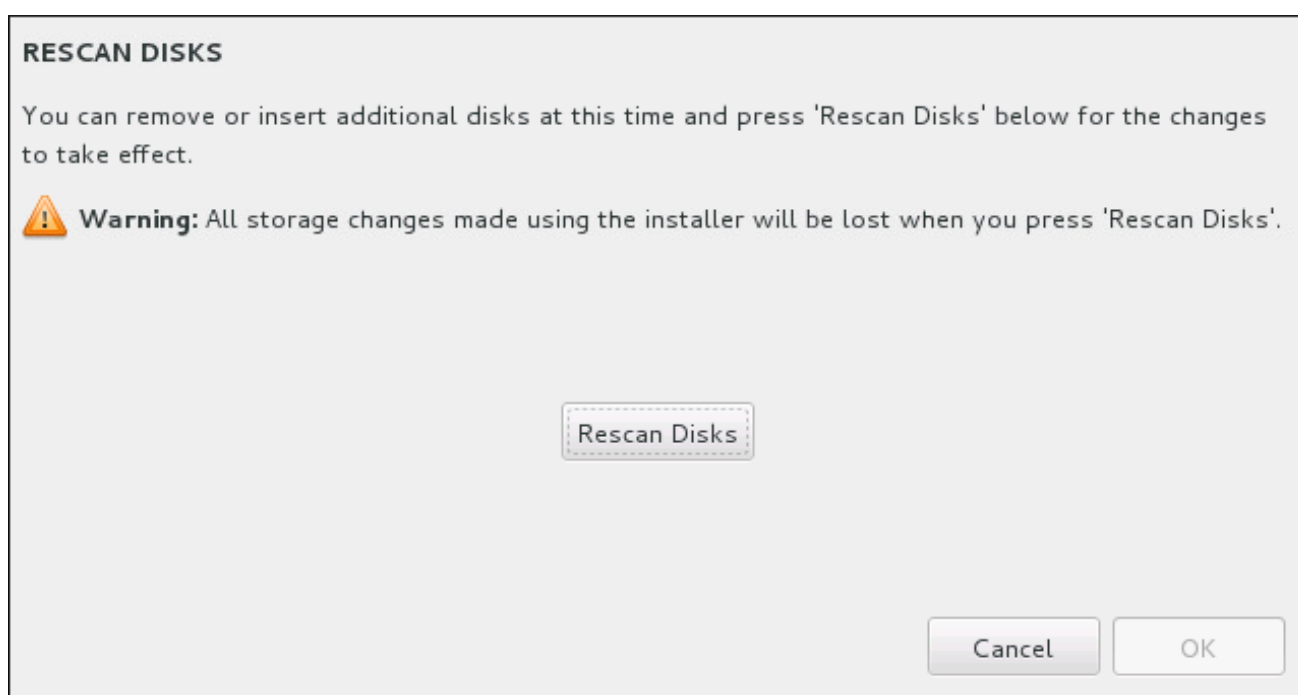 RESCAN DISKS
You can remove or insert additional disks at this time and press 'Rescan Disks' below for the changes
to take effect.
Warning: All storage changes made using the installer will be lost when you press 'Rescan Disks'.
Rescan Disks
Cancel
OK